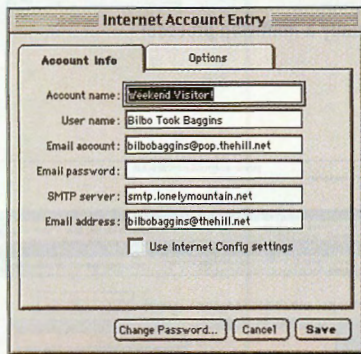 Internet Account Entry
Account Info
Options
Account name: Weekend Visitor!
User name: Bilbo Took Baggins
Email account: bilbobaggins@pop.thehill.net
Email password:
SMTP server: smtp.lonelymountain.net
Email address: bilbobaggins@thehill.net
Use Internet Config settings
Change Password...
Cancel
Save